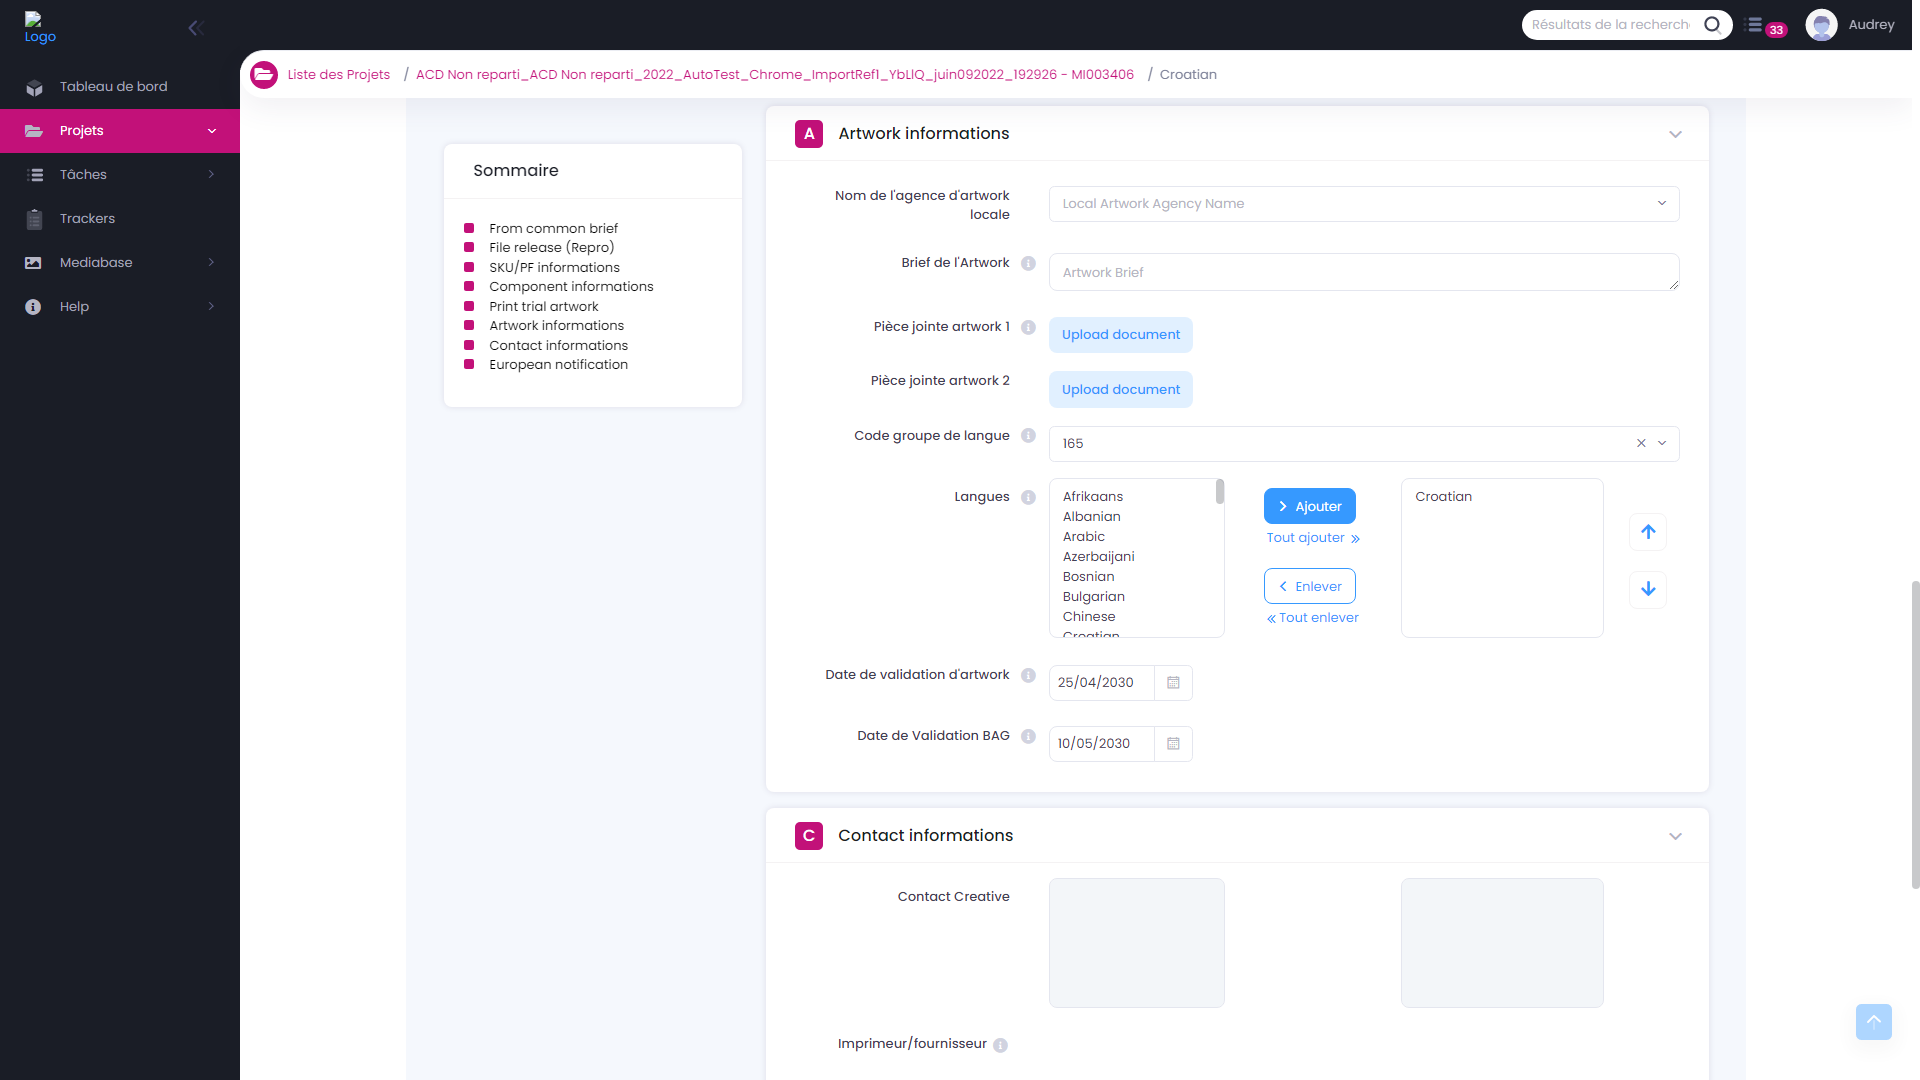 Logo
33
Audrey
Tableau de bord
Projets
Tâches
Trackers
Mediabase
Help
Résultats de la recherch
Liste des Projets / ACD Non reparti_ACD Non reparti_2022_AutoTest_Chrome_ImportRef1_YbLIQ_juin092022_192926 - MI003406 / Croatian
Sommaire
From common brief
File release (Repro)
SKU/PF informations
Component informations
Print trial artwork
Artwork informations
Contact informations
European notification
A Artwork informations
Nom de l'agence d'artwork
locale
Local Artwork Agency Name
Brief de l'Artwork
Artwork Brief
Pièce jointe artwork 1
Upload document
Pièce jointe artwork 2
Upload document
Code groupe de langue
165
Langues
Afrikaans
Albanian
Arabic
Azerbaijani
Bosnian
Bulgarian
Chinese
Croatian
Ajouter
Tout ajouter
Enlever
Tout enlever
Croatian
Date de validation d'artwork
25/04/2030
Date de Validation BAG
10/05/2030
C Contact informations
Contact Creative
Imprimeur/fournisseur